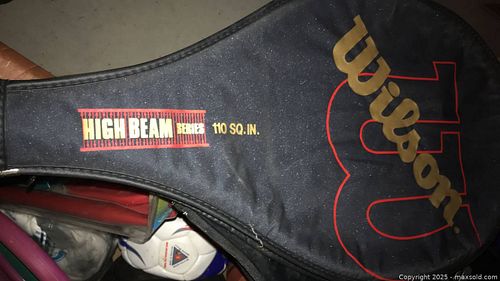 Wilson.
HIGH BEAM SERIES 110 SQ.IN.
Copyright 2025 - maxsold.com